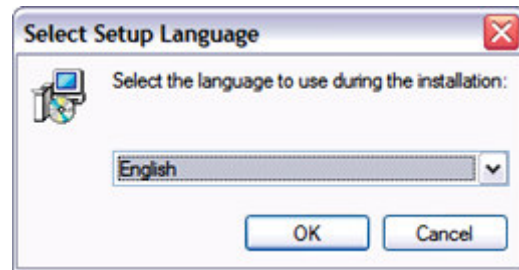 Select Setup Language
Select the language to use during the installation:
English
OK
Cancel